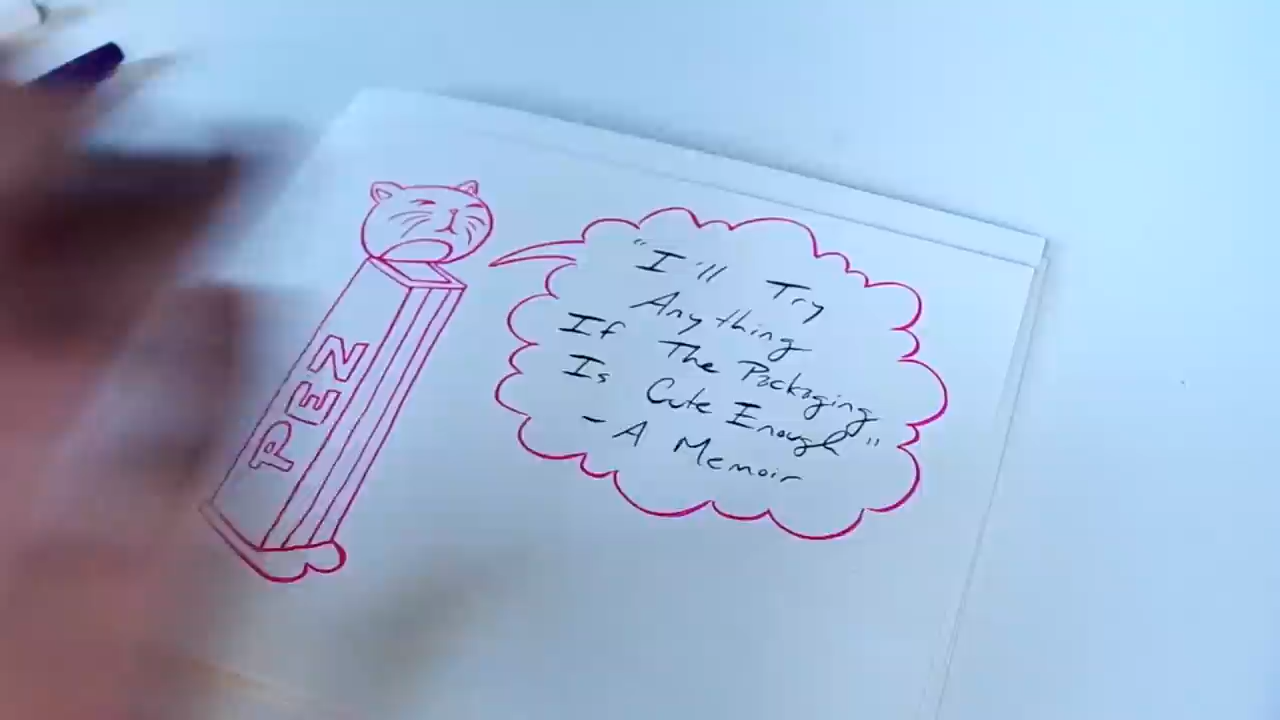 PEZ
"I'll Try
Anything
If The Packaging
Is Cute Enough"
- A Memoir